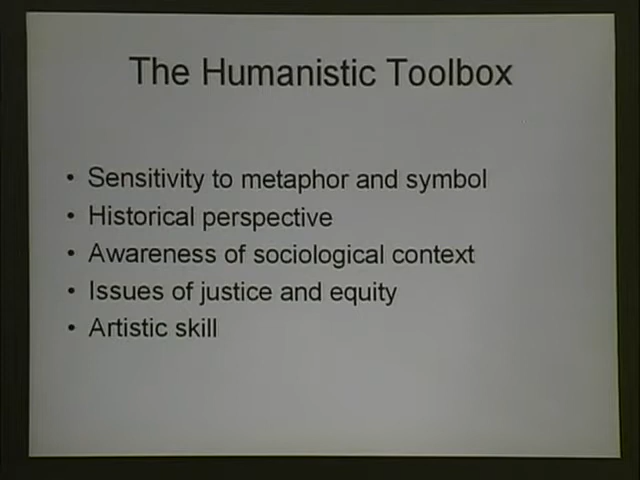 The Humanistic Toolbox
• Sensitivity to metaphor and symbol
• Historical perspective
• Awareness of sociological context
• Issues of justice and equity
• Artistic skill